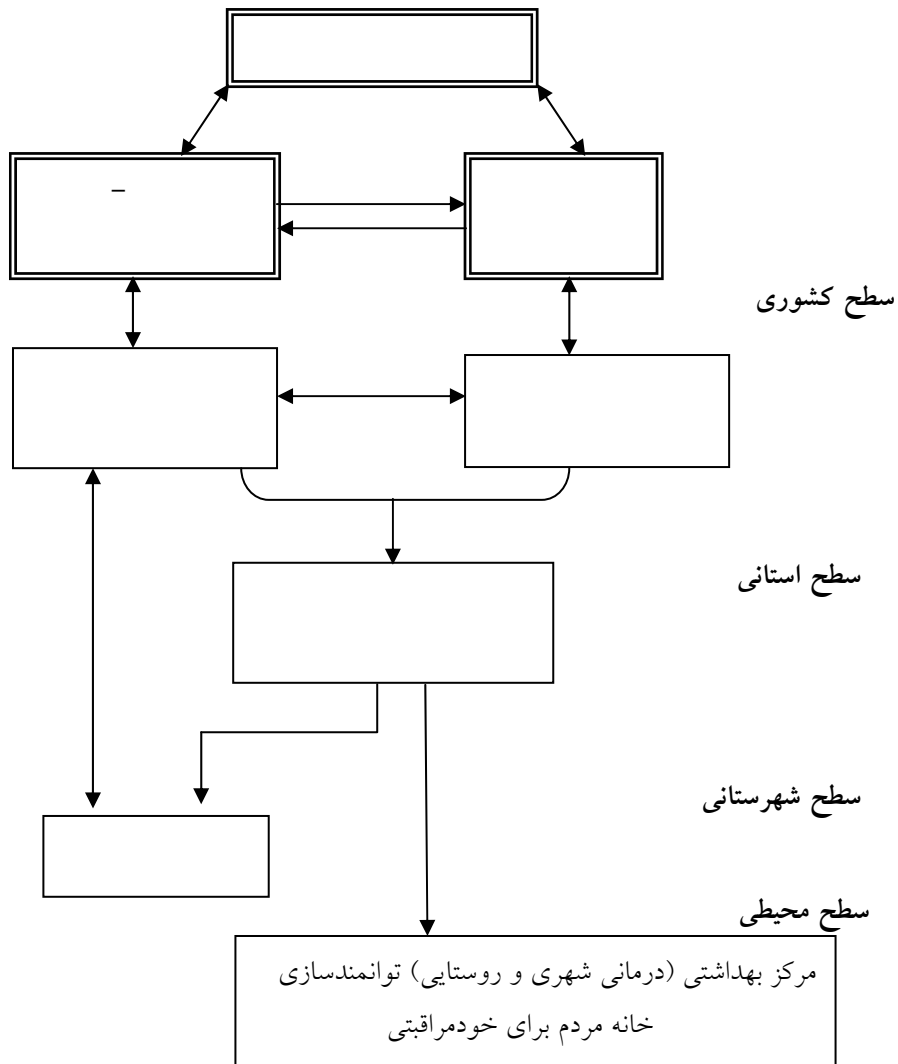 –
سطح کشوری
سطح استانی
سطح شهرستانی
سطح محیطی
مرکز بهداشتی (درمانی شهری و روستایی) توانمندسازی
خانه مردم برای خودمراقبتی